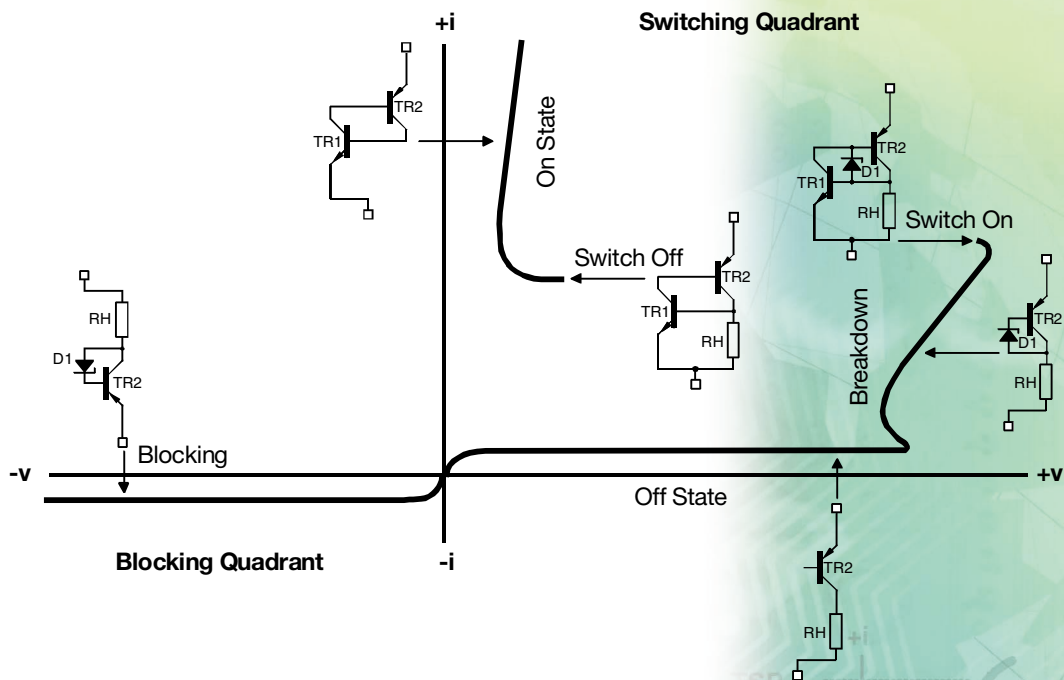 +i
Switching Quadrant
TR2
TR1
On State
TR2
D1
TR1
RH
Switch On
Switch Off
TR2
TR1
RH
Breakdown
TR2
D1
RH
RH
D1
TR2
Blocking
-v
+v
Off State
Blocking Quadrant
-i
TR2
RH
+i